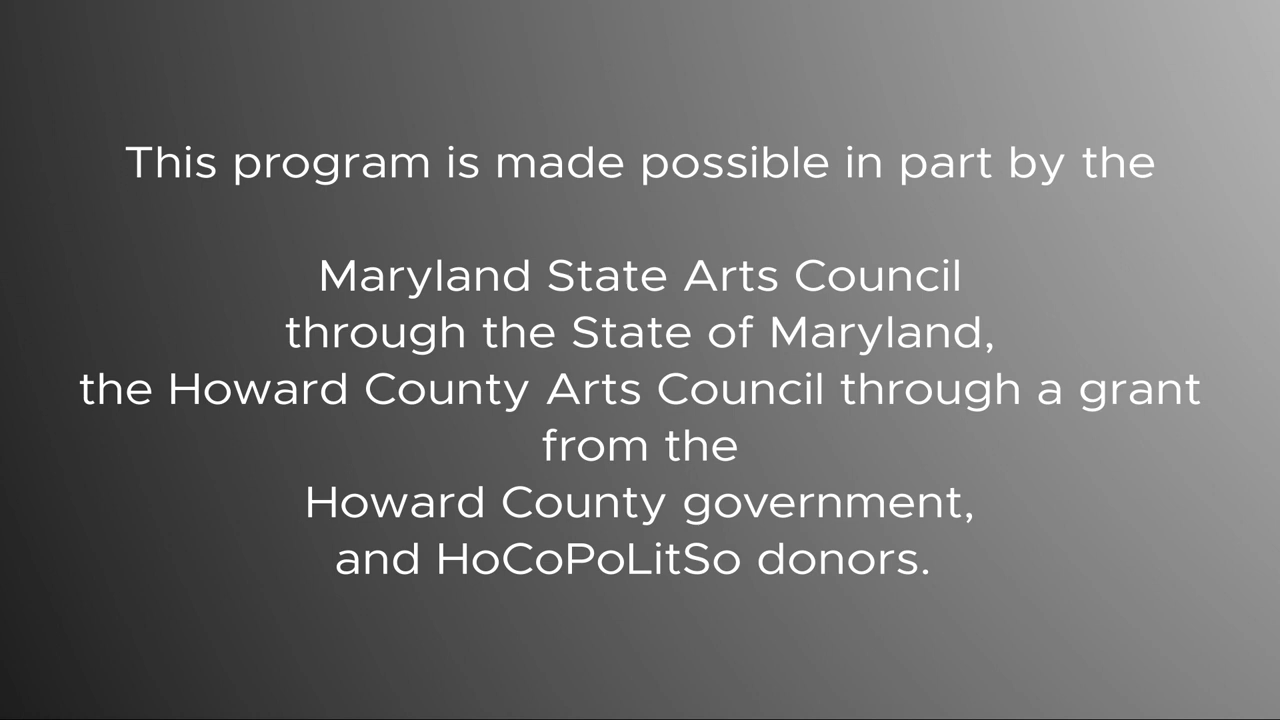 This program is made possible in part by the
Maryland State Arts Council
through the State of Maryland,
the Howard County Arts Council through a grant
from the
Howard County government,
and HoCoPoLitSo donors.